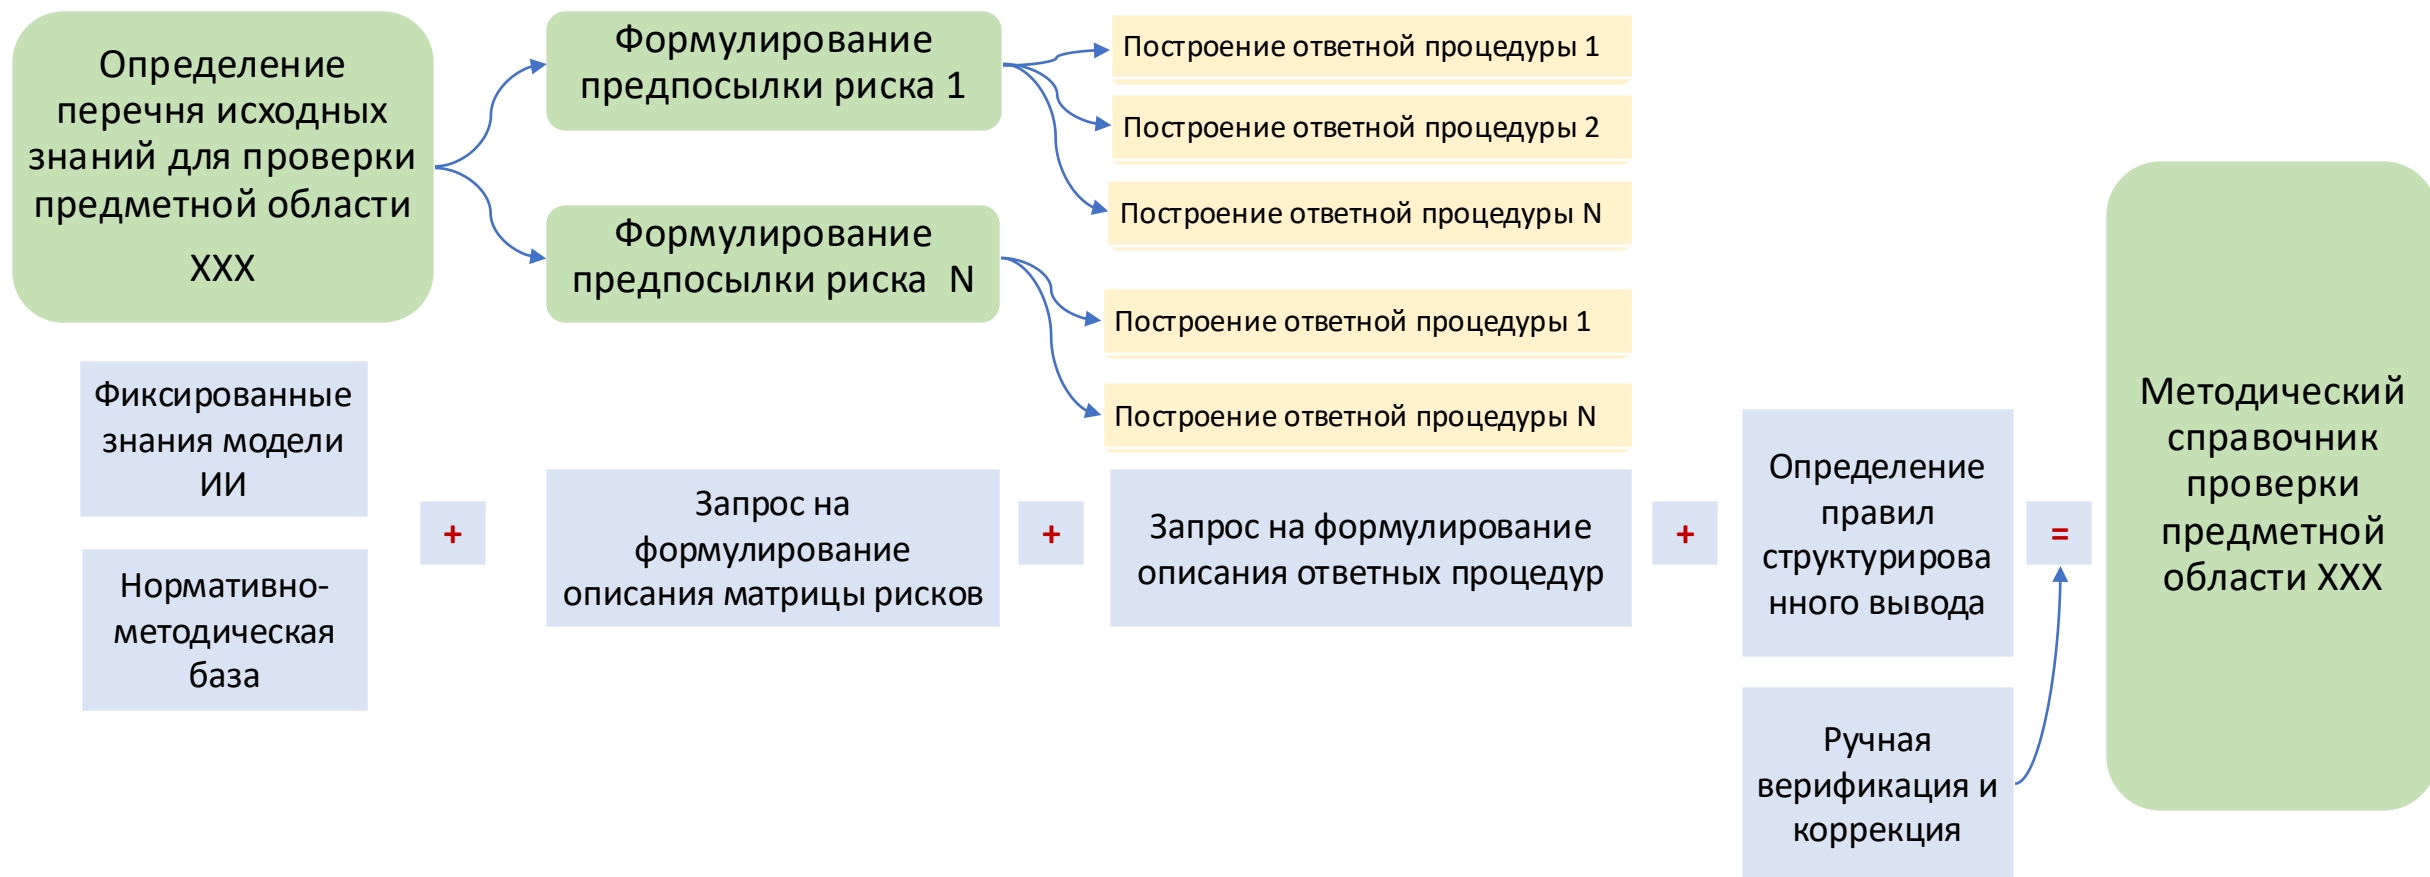 Определение
перечня исходных
знаний для проверки
предметной области
XXX
Формулирование
предпосылки риска 1
Формулирование
предпосылки риска N
Построение ответной процедуры 1
Построение ответной процедуры 2
Построение ответной процедуры N
Построение ответной процедуры 1
Построение ответной процедуры N
Фиксированные
знания модели
ИИ
Нормативно-
методическая
база
+
Запрос на
формулирование
описания матрицы рисков
+
Запрос на формулирование
описания ответных процедур
+
Определение
правил
структурирова
нного вывода
Ручная
верификация и
коррекция
=
Методический
справочник
проверки
предметной
области XXX